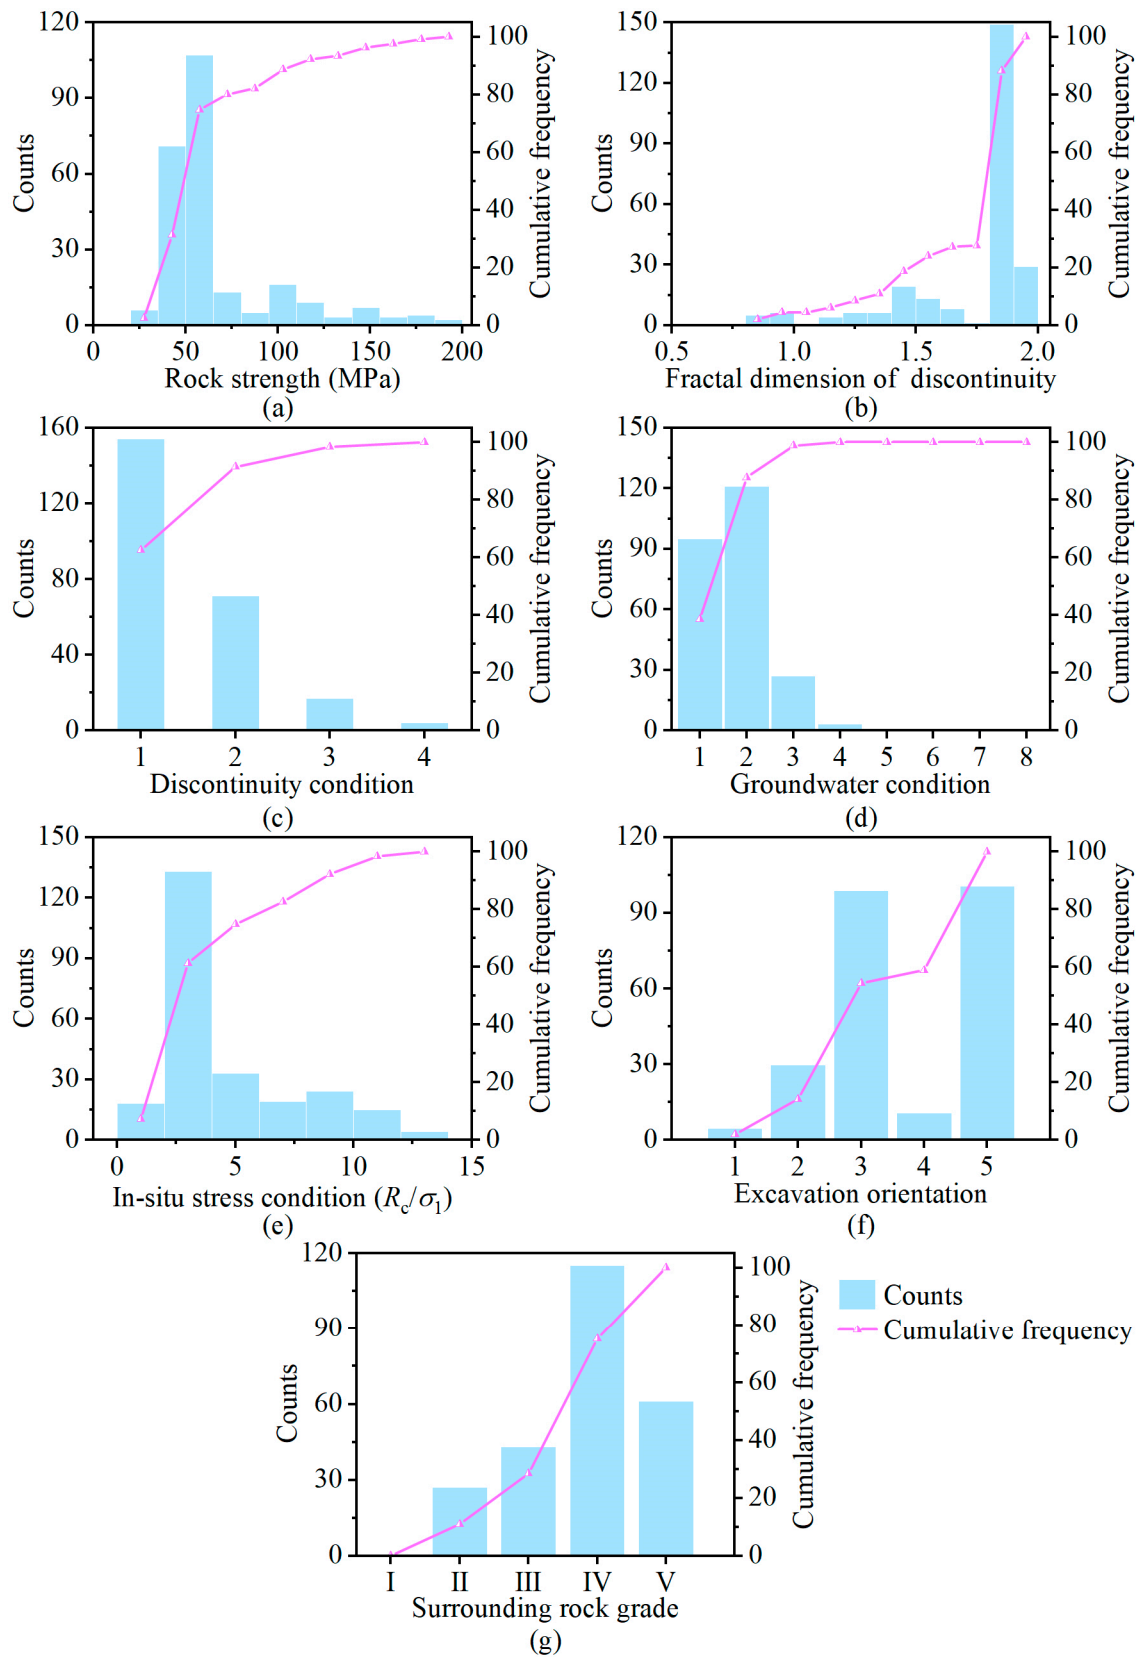 120
90
60
30
0
Counts
100
80
60
40
20
0
Cumulative frequency
0 50 100 150 200
Rock strength (MPa)
(a)
150
120
90
60
30
0
Counts
100
80
60
40
20
0
Cumulative frequency
0.5 1.0 1.5 2.0
Fractal dimension of discontinuity
(b)
160
120
80
40
0
Counts
100
80
60
40
20
0
Cumulative frequency
1 2 3 4
Discontinuity condition
(c)
150
120
90
60
30
0
Counts
100
80
60
40
20
0
Cumulative frequency
1 2 3 4 5 6 7 8
Groundwater condition
(d)
150
120
90
60
30
0
Counts
100
80
60
40
20
0
Cumulative frequency
0 5 10 15
In-situ stress condition (Rc/σ1)
(e)
120
90
60
30
0
Counts
100
80
60
40
20
0
Cumulative frequency
1 2 3 4 5
Excavation orientation
(f)
120
90
60
30
0
Counts
100
80
60
40
20
0
Cumulative frequency
I II III IV V
Surrounding rock grade
(g)
Counts
Cumulative frequency